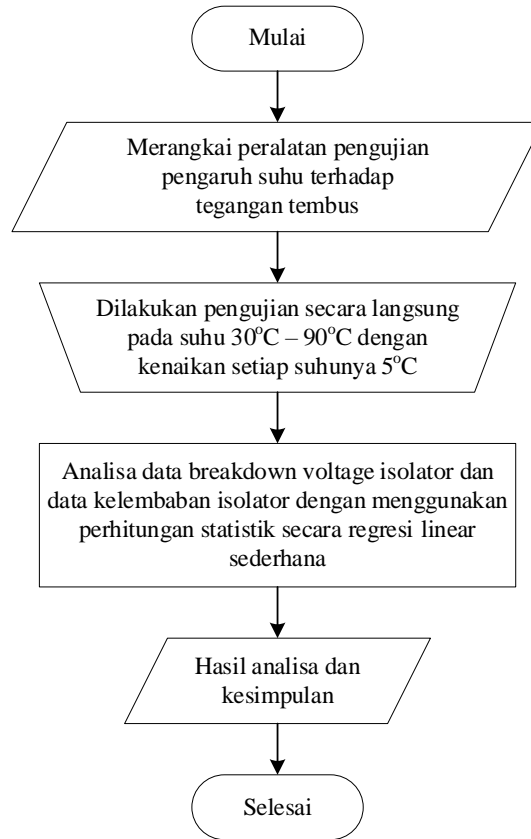 Mulai
Merangkai peralatan pengujian
pengaruh suhu terhadap
tegangan tembus
Dilakukan pengujian secara langsung
pada suhu 30°C – 90°C dengan
kenaikan setiap suhunya 5°C
Analisa data breakdown voltage isolator dan
data kelembaban isolator dengan menggunakan
perhitungan statistik secara regresi linear
sederhana
Hasil analisa dan
kesimpulan
Selesai